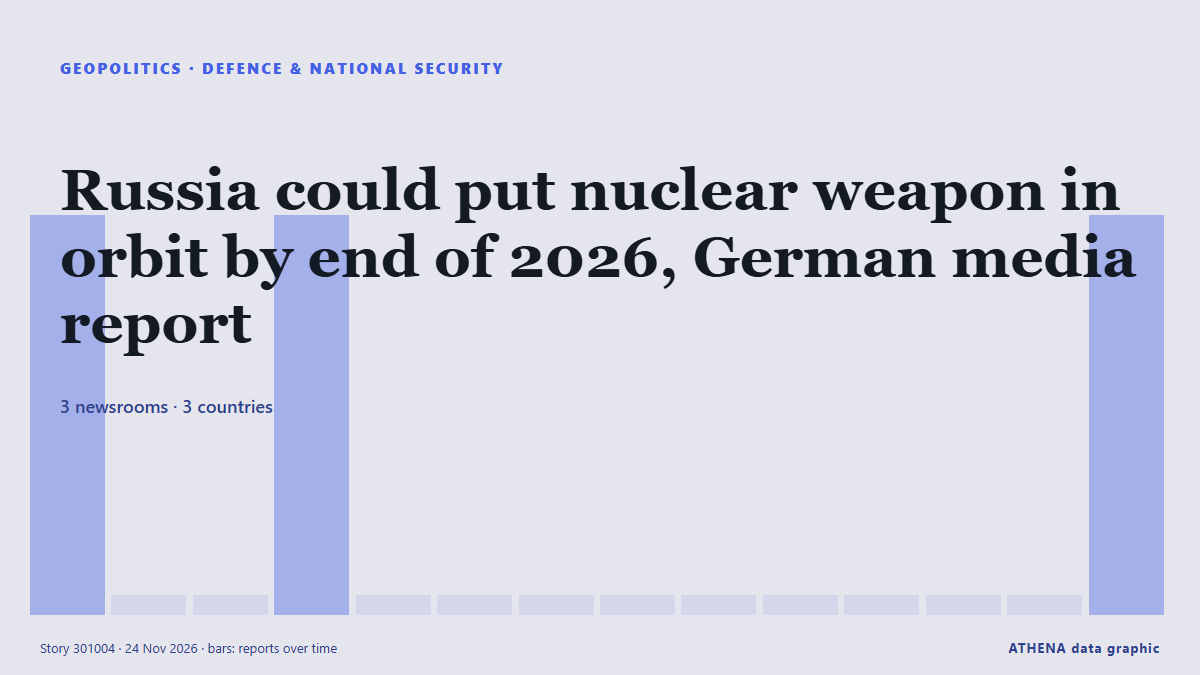 GEOPOLITICS · DEFENCE & NATIONAL SECURITY
Russia could put nuclear weapon in
orbit by end of 2026, German media
report
3 newsrooms · 3 countries
Story 301004 · 24 Nov 2026 · bars: reports over time
ATHENA data graphic